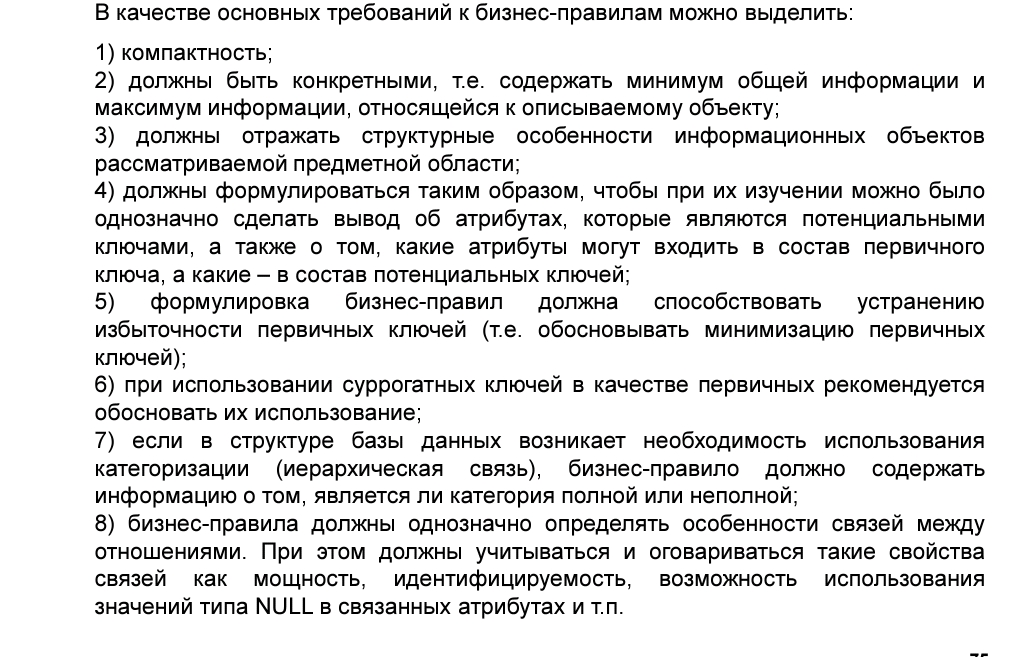 В качестве основных требований к бизнес-правилам можно выделить:
1) компактность;
2) должны быть конкретными, т.е. содержать минимум общей информации и
максимум информации, относящейся к описываемому объекту;
3) должны отражать структурные особенности информационных объектов
рассматриваемой предметной области;
4) должны формулироваться таким образом, чтобы при их изучении можно было
однозначно сделать вывод об атрибутах, которые являются потенциальными
ключами, а также о том, какие атрибуты могут входить в состав первичного
ключа, а какие – в состав потенциальных ключей;
5) формулировка бизнес-правил должна способствовать устранению
избыточности первичных ключей (т.е. обосновывать минимизацию первичных
ключей);
6) при использовании суррогатных ключей в качестве первичных рекомендуется
обосновать их использование;
7) если в структуре базы данных возникает необходимость использования
категоризации (иерархическая связь), бизнес-правило должно содержать
информацию о том, является ли категория полной или неполной;
8) бизнес-правила должны однозначно определять особенности связей между
отношениями. При этом должны учитываться и оговариваться такие свойства
связей как мощность, идентифицируемость, возможность использования
значений типа NULL в связанных атрибутах и т.п.